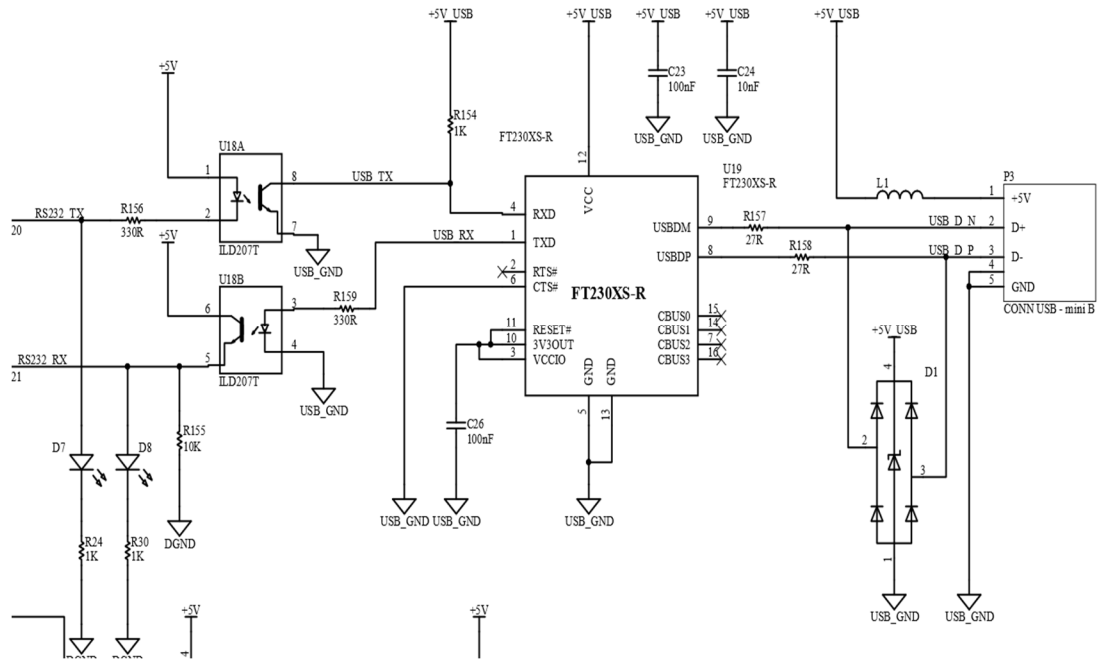 +5V_USB +5V_USB +5V_USB +5V_USB +5V_USB
+5V
C23
100nF
C24
10nF
R154
1K
FT230XS-R
USB_GND USB_GND
U18A
12
VCC
U19
FT230XS-R
P3
1
8
USB_TX
L1
1
+5V
RS232_TX
20
R156
330R
2
7
ILD207T
4
RXD
USBDM
9
R157
27R
USB_D_N
2
D+
+5V
USB_GND
USB_RX
1
TXD
USBDP
8
R158
27R
USB_D_P
3
D-
2
RTS#
4
6
CTS#
5
GND
U18B
6
3
R159
330R
FT230XS-R
CONN USB - mini B
CBUS0
15
11
RESET#
CBUS1
14
10
3V3OUT
CBUS2
7
3
VCCIO
CBUS3
16
+5V_USB
RS232_RX
21
5
4
ILD207T
USB_GND
GND
GND
5
13
4
D1
D7
D8
R155
10K
C26
100nF
2
3
USB_GND USB_GND USB_GND
DGND
R24
1K
R30
1K
1
USB_GND USB_GND
+5V
+5V
4
DGND DGND